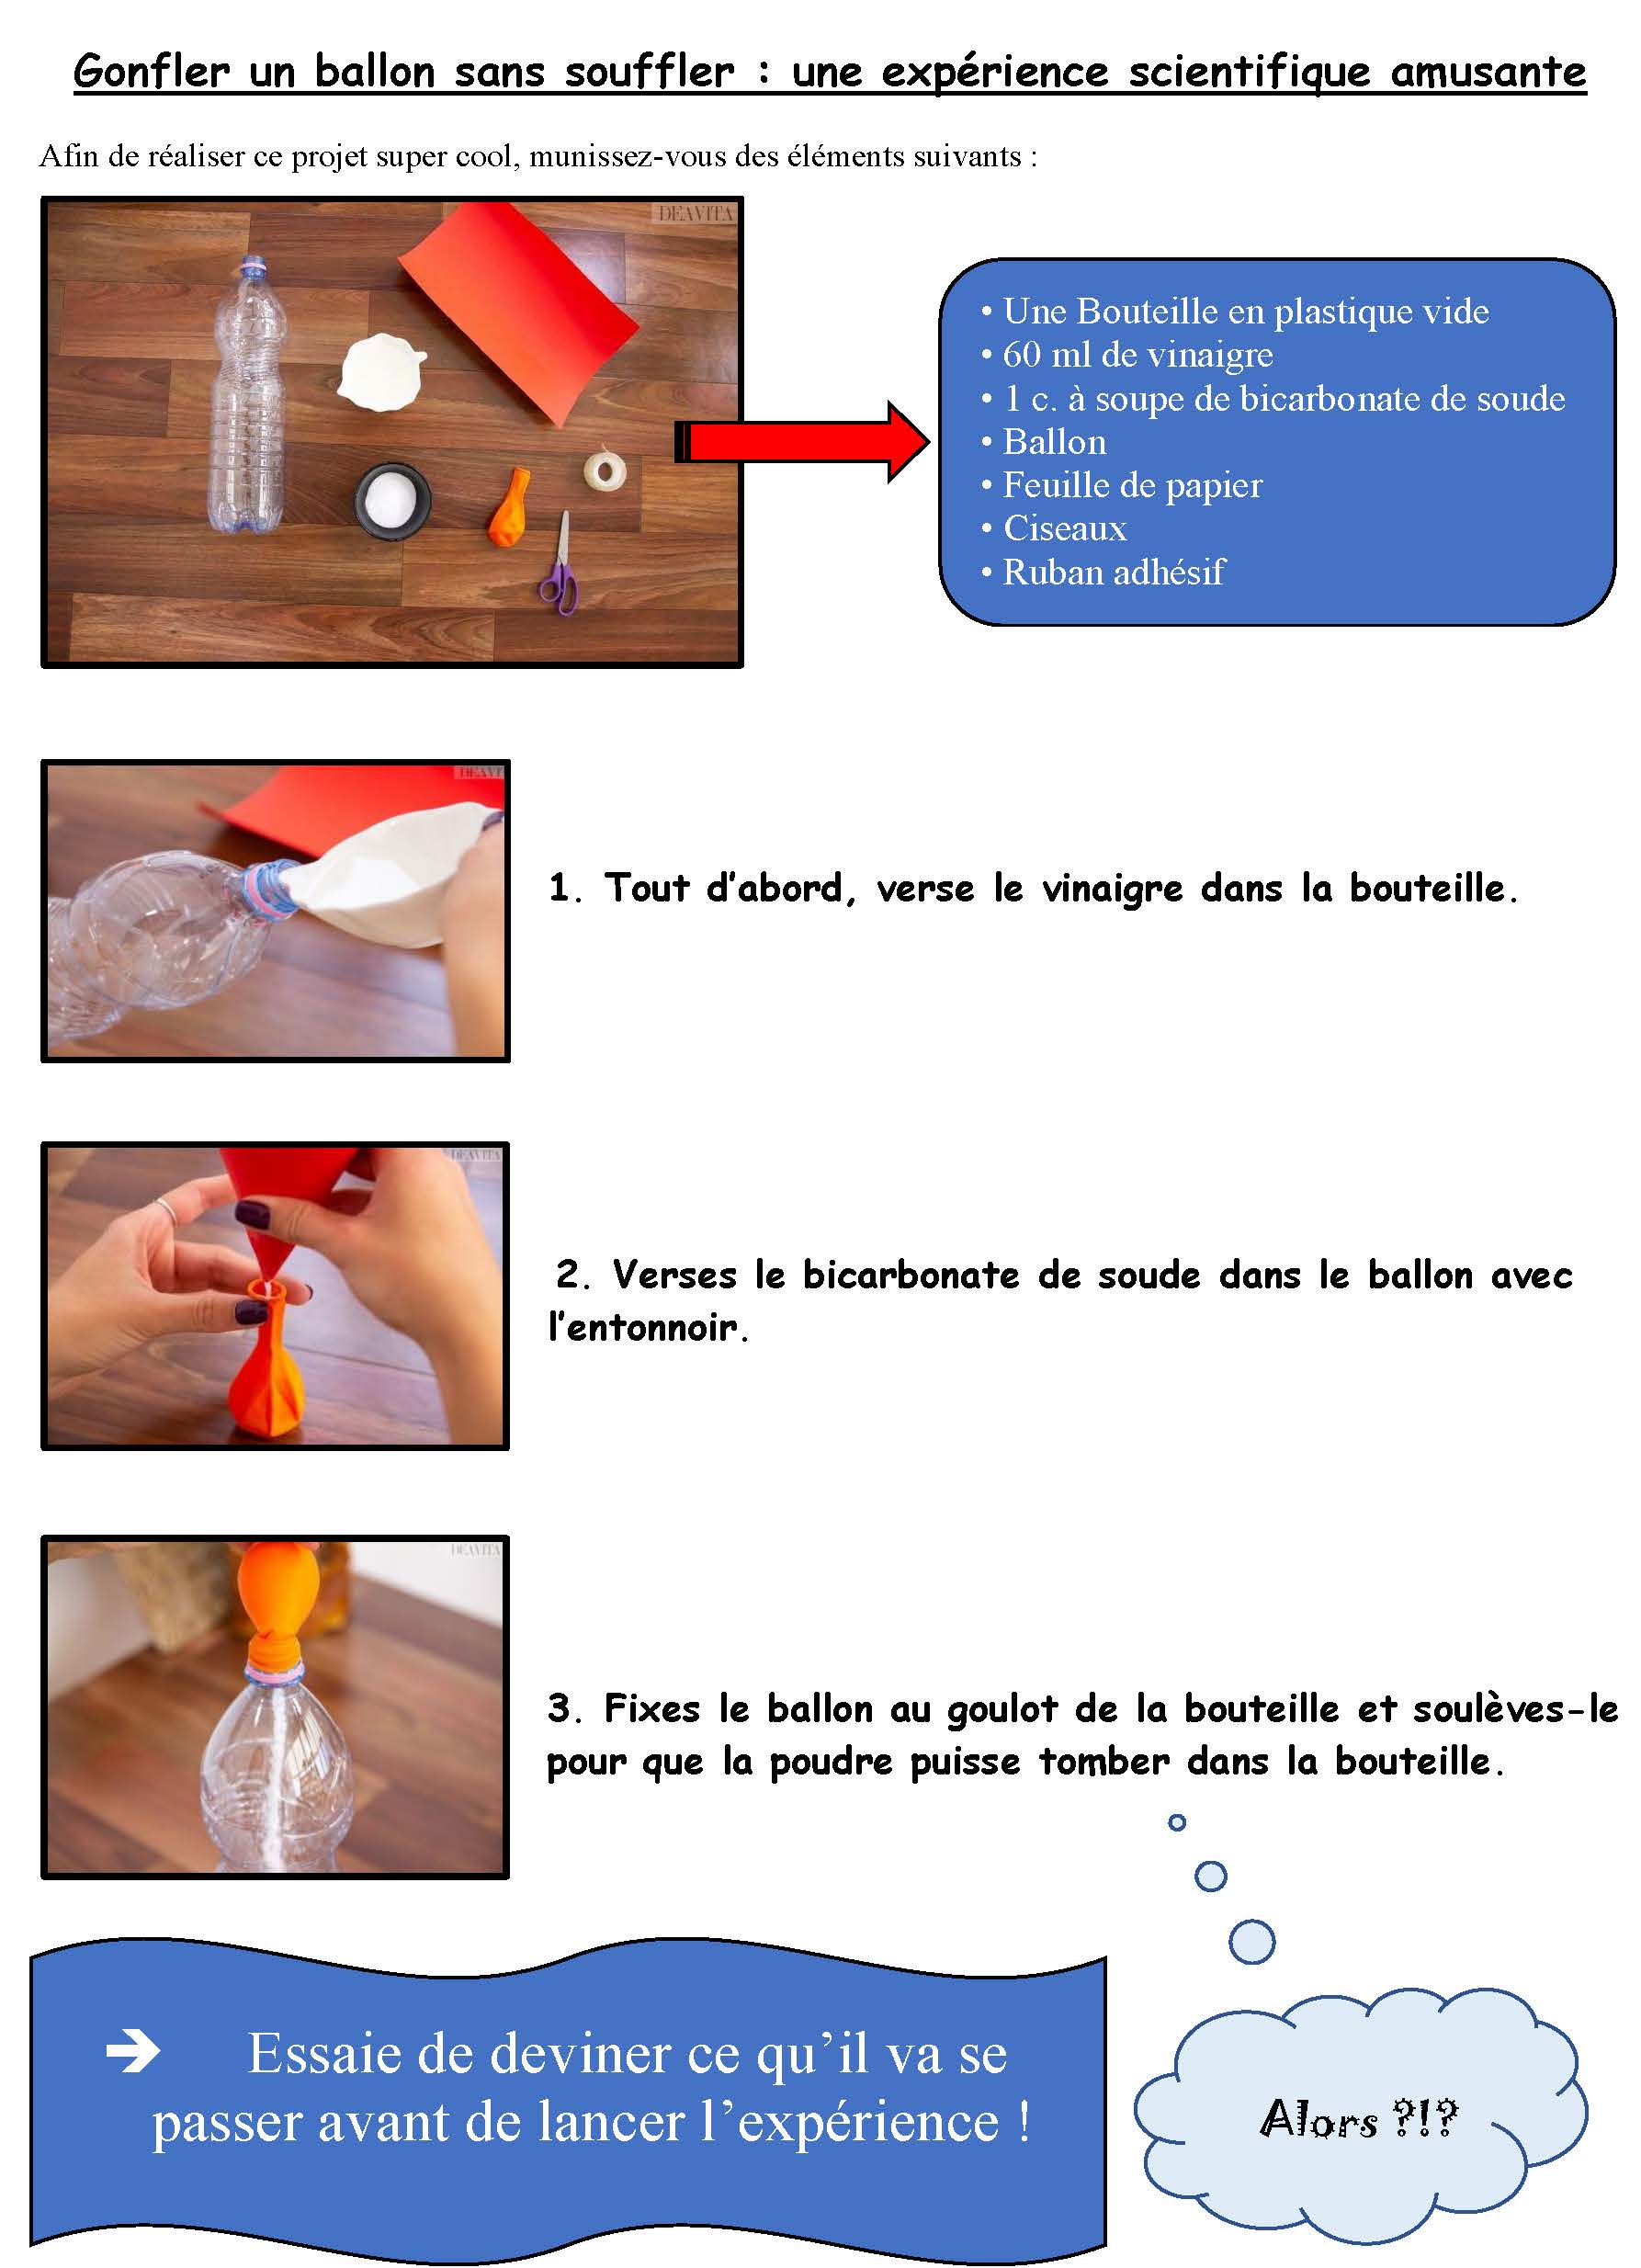 Gonfler un ballon sans souffler : une expérience scientifique amusante
Afin de réaliser ce projet super cool, munissez-vous des éléments suivants :
DEAVITA
• Une Bouteille en plastique vide
• 60 ml de vinaigre
• 1 c. à soupe de bicarbonate de soude
• Ballon
• Feuille de papier
• Ciseaux
• Ruban adhésif
DEAVI
1. Tout d'abord, verse le vinaigre dans la bouteille.
DEAVITA
2. Verses le bicarbonate de soude dans le ballon avec
l'entonnoir.
DEAVITA
3. Fixes le ballon au goulot de la bouteille et soulèves-le
pour que la poudre puisse tomber dans la bouteille.
➔ Essaie de deviner ce qu'il va se
passer avant de lancer l'expérience !
Alors ?!?